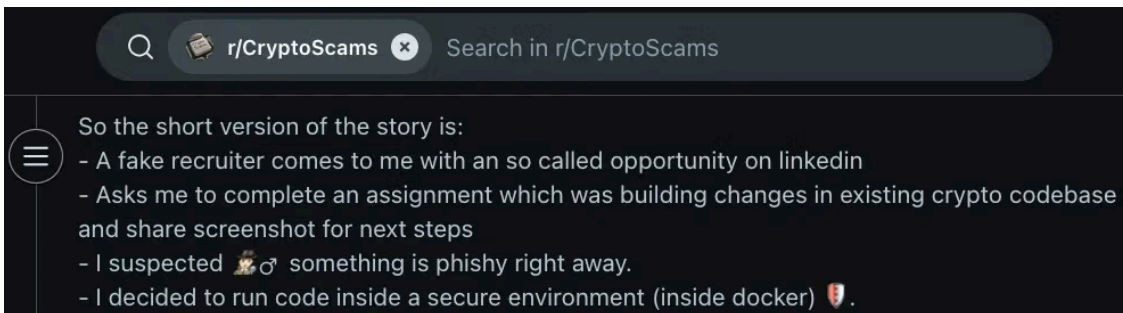 r/CryptoScams Search in r/CryptoScams
So the short version of the story is:
- A fake recruiter comes to me with an so called opportunity on linkedin
- Asks me to complete an assignment which was building changes in existing crypto codebase
and share screenshot for next steps
- I suspected 🕵️♂ something is phishy right away.
- I decided to run code inside a secure environment (inside docker) 🛡️.